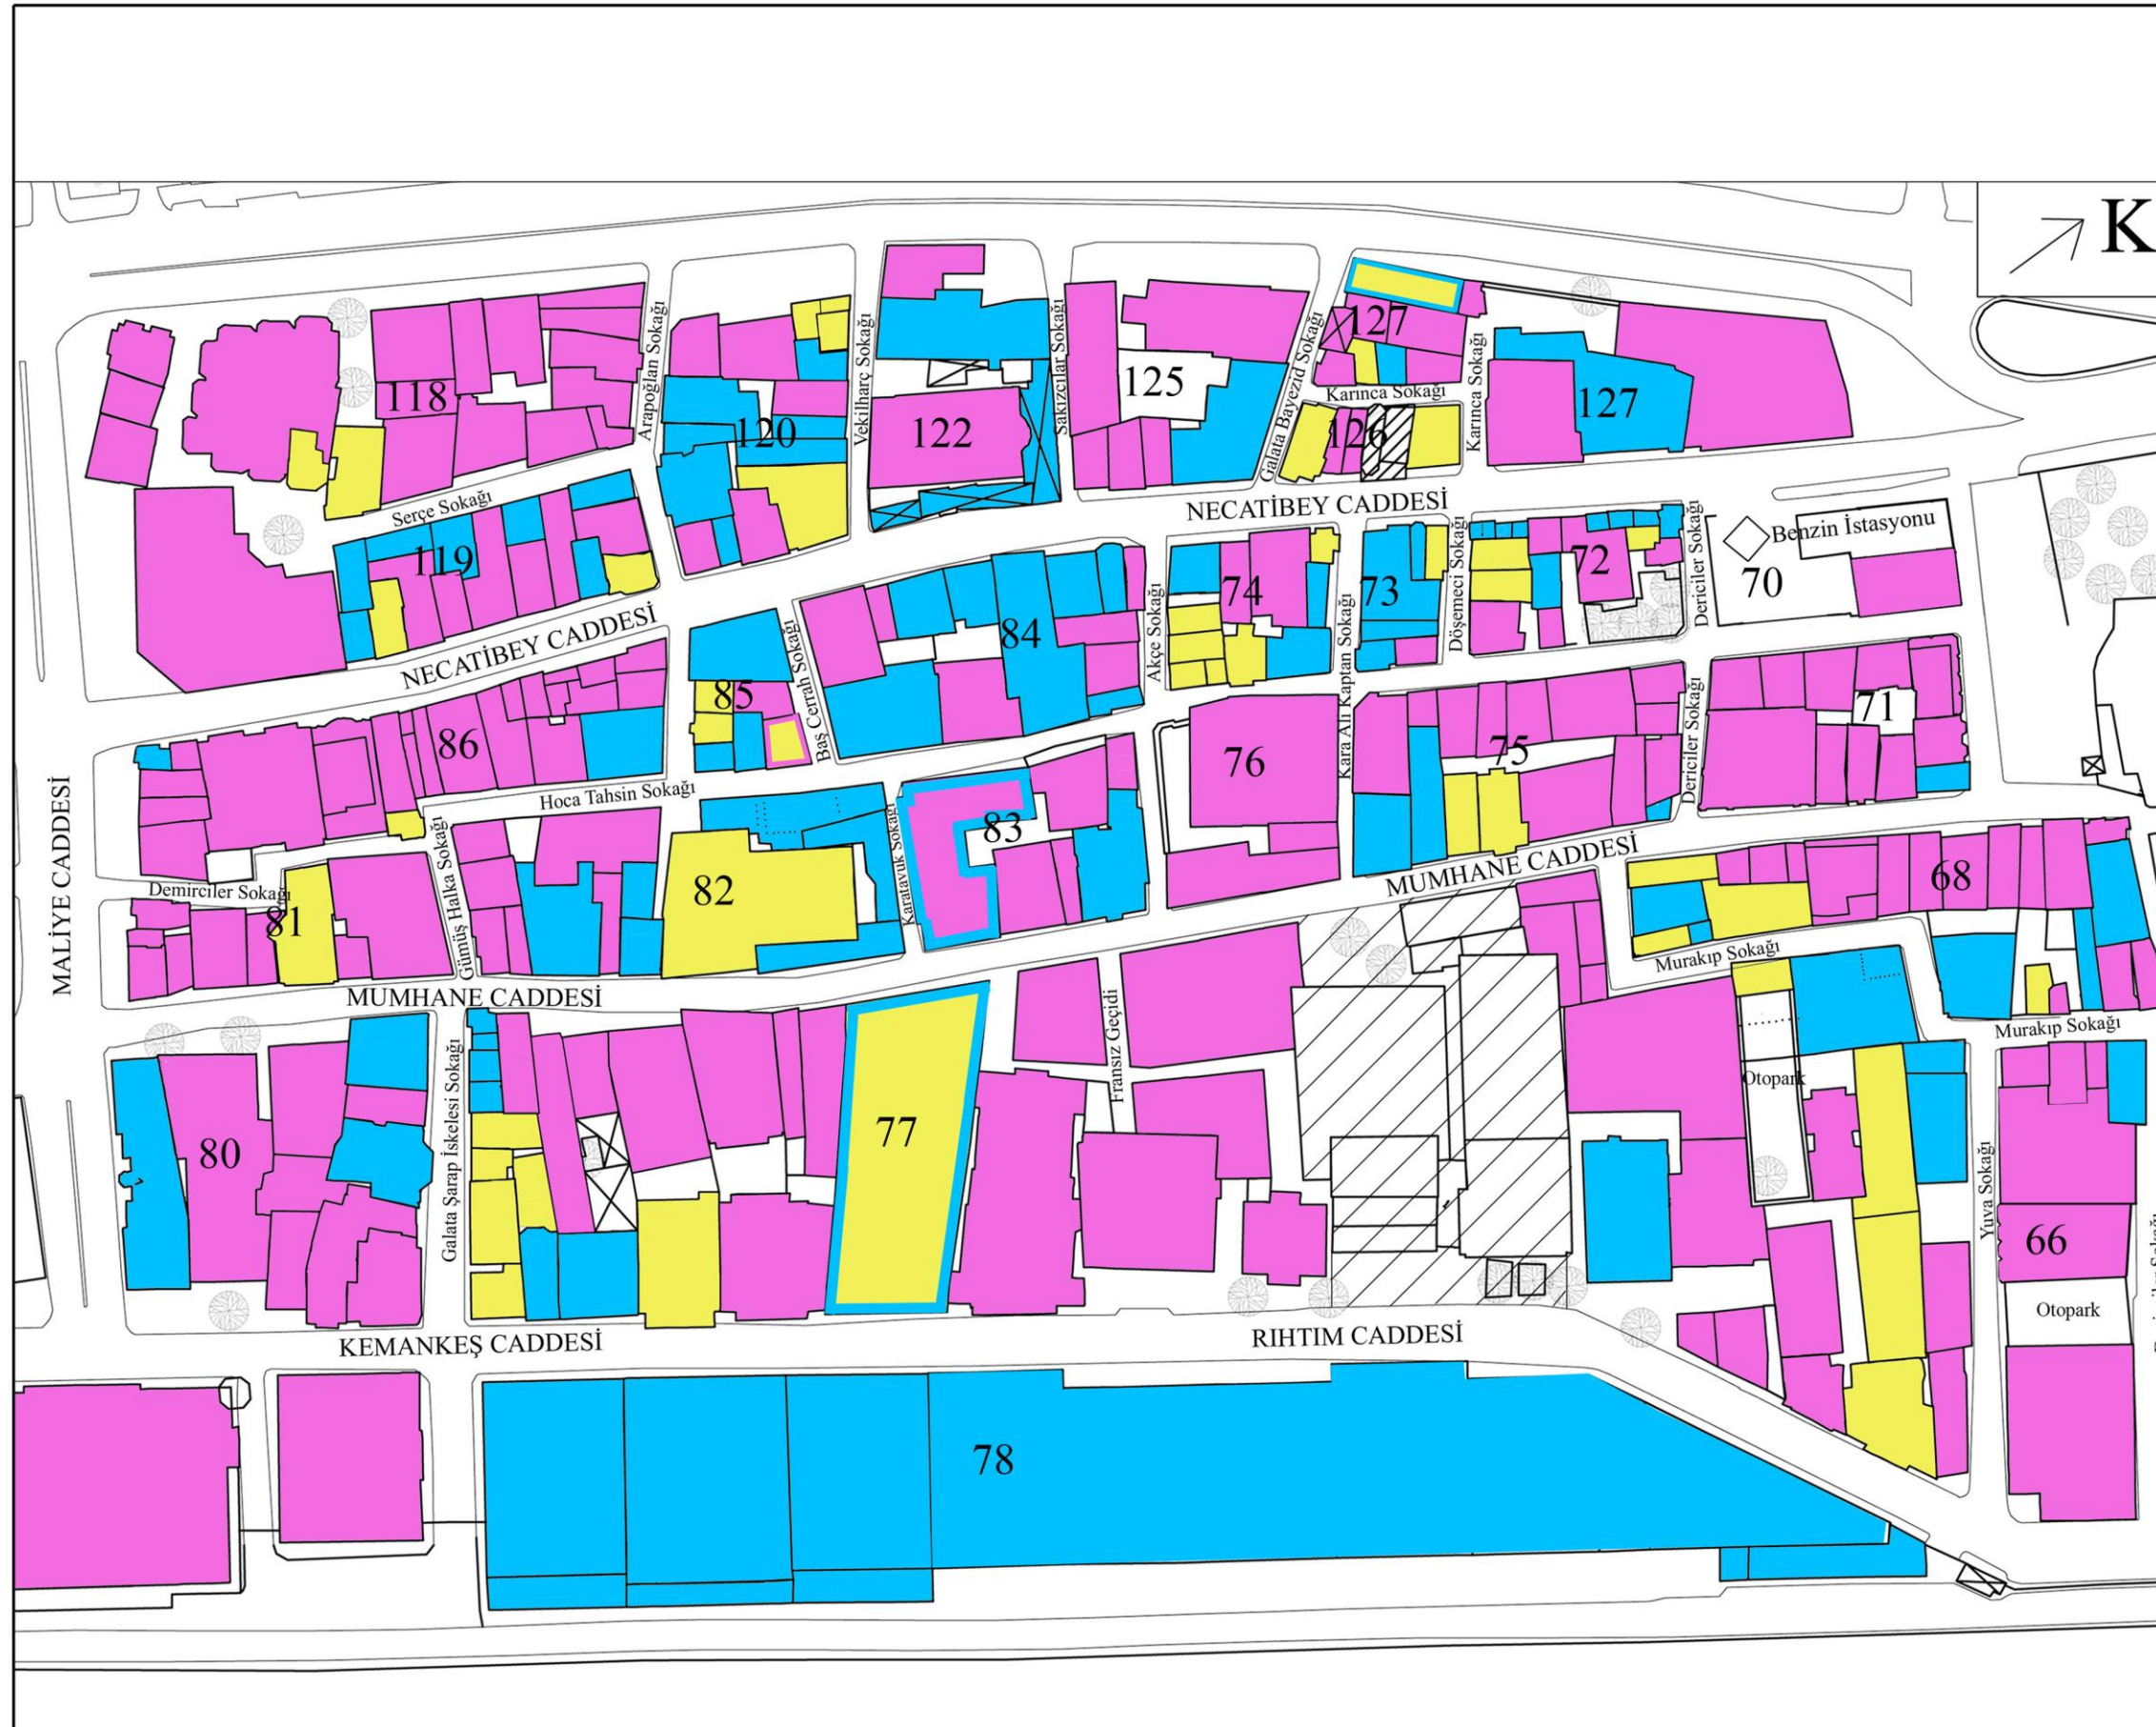 K
127
118
125
127
Arapoğlan Sokağı
Vekilharç Sokağı
Sakızcılar Sokağı
Galata Bayezid Sokağı
Karınca Sokağı
Karınca Sokağı
120
122
126
Serçe Sokağı
NECATİBEY CADDESİ
119
Benzin İstasyonu
74
73
72
70
Akçe Sokağı
Kara Ali Kaptan Sokağı
Döşemeci Sokağı
Dericiler Sokağı
NECATİBEY CADDESİ
84
85
Baş Cerrah Sokağı
86
76
75
71
Dericiler Sokağı
Hoca Tahsin Sokağı
MALİYE CADDESİ
83
82
Karatavuk Sokağı
Gümüş Halka Sokağı
Demirciler Sokağı
81
MUMHANE CADDESİ
68
Murakıp Sokağı
MUMHANE CADDESİ
Murakıp Sokağı
Fransız Geçidi
Otopark
80
77
Galata Şarap İskelesi Sokağı
Yuva Sokağı
66
Otopark
KEMANKEŞ CADDESİ
RIHTIM CADDESİ
78